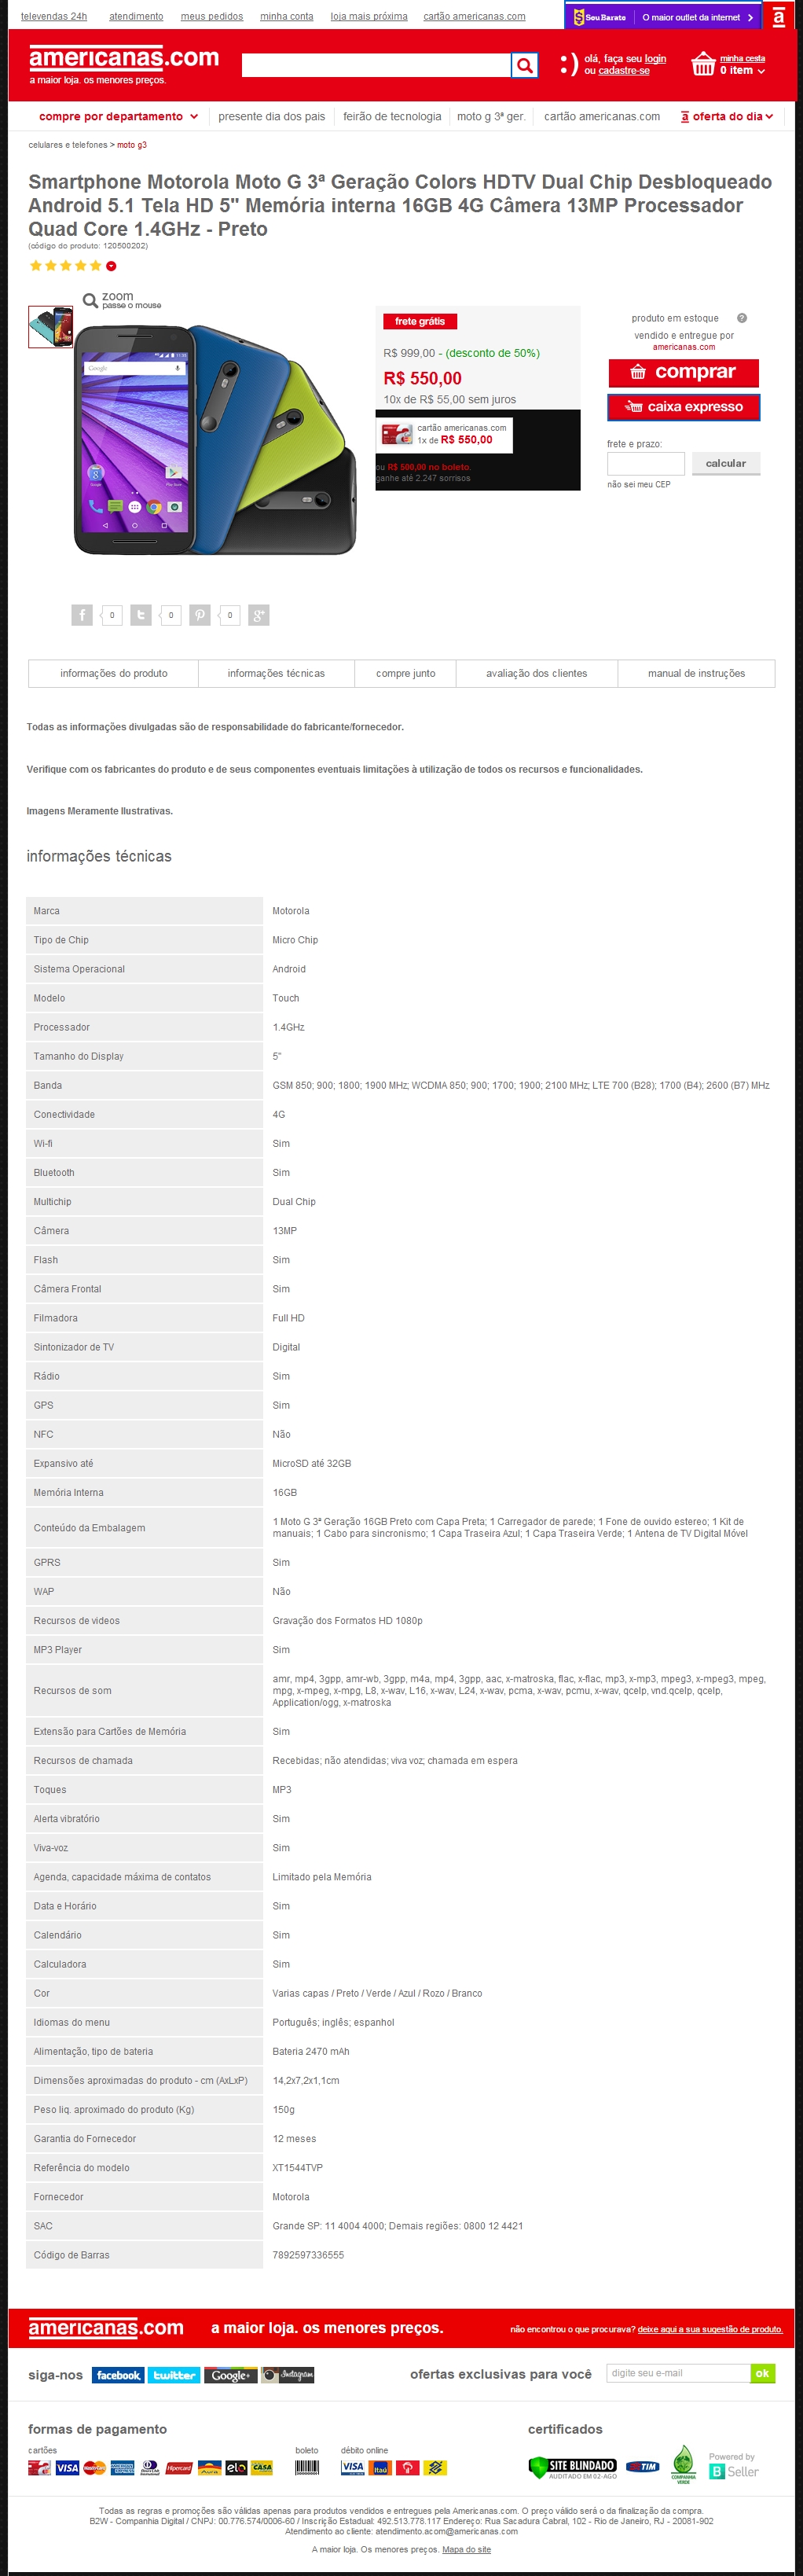 televendas 24h atendimento meus pedidos minha conta loja mais próxima cartão americanas.com
SeuBarato O maior outlet da internet
a
americanas.com
a maior loja. os menores preços.
:)
olá, faça seu login
ou cadastre-se
minha cesta
0 item
compre por departamento presente dia dos pais feirão de tecnologia moto g 3ª ger. cartão americanas.com a oferta do dia
celulares e telefones > moto g3
Smartphone Motorola Moto G 3ª Geração Colors HDTV Dual Chip Desbloqueado
Android 5.1 Tela HD 5" Memória interna 16GB 4G Câmera 13MP Processador
Quad Core 1.4GHz - Preto
(código do produto: 120500202)
zoom
passe o mouse
Google
frete grátis
R$ 999,00 - (desconto de 50%)
R$ 550,00
10x de R$ 55,00 sem juros
cartão americanas.com
1x de R$ 550,00
ou R$ 500,00 no boleto.
ganhe até 2.247 sorrisos
produto em estoque ?
vendido e entregue por
americanas.com
comprar
caixa expresso
frete e prazo:
calcular
não sei meu CEP
f 0 t 0 p 0 g+
informações do produto informações técnicas compre junto avaliação dos clientes manual de instruções
Todas as informações divulgadas são de responsabilidade do fabricante/fornecedor.
Verifique com os fabricantes do produto e de seus componentes eventuais limitações à utilização de todos os recursos e funcionalidades.
Imagens Meramente Ilustrativas.
informações técnicas
Marca Motorola
Tipo de Chip Micro Chip
Sistema Operacional Android
Modelo Touch
Processador 1.4GHz
Tamanho do Display 5"
Banda GSM 850; 900; 1800; 1900 MHz; WCDMA 850; 900; 1700; 1900; 2100 MHz; LTE 700 (B28); 1700 (B4); 2600 (B7) MHz
Conectividade 4G
Wi-fi Sim
Bluetooth Sim
Multichip Dual Chip
Câmera 13MP
Flash Sim
Câmera Frontal Sim
Filmadora Full HD
Sintonizador de TV Digital
Rádio Sim
GPS Sim
NFC Não
Expansivo até MicroSD até 32GB
Memória Interna 16GB
Conteúdo da Embalagem 1 Moto G 3ª Geração 16GB Preto com Capa Preta; 1 Carregador de parede; 1 Fone de ouvido estereo; 1 Kit de
manuais; 1 Cabo para sincronismo; 1 Capa Traseira Azul; 1 Capa Traseira Verde; 1 Antena de TV Digital Móvel
GPRS Sim
WAP Não
Recursos de videos Gravação dos Formatos HD 1080p
MP3 Player Sim
Recursos de som amr, mp4, 3gpp, amr-wb, 3gpp, m4a, mp4, 3gpp, aac, x-matroska, flac, x-flac, mp3, x-mp3, mpeg3, x-mpeg3, mpeg,
mpg, x-mpeg, x-mpg, L8, x-wav, L16, x-wav, L24, x-wav, pcma, x-wav, pcmu, x-wav, qcelp, vnd.qcelp, qcelp,
Application/ogg, x-matroska
Extensão para Cartões de Memória Sim
Recursos de chamada Recebidas; não atendidas; viva voz; chamada em espera
Toques MP3
Alerta vibratório Sim
Viva-voz Sim
Agenda, capacidade máxima de contatos Limitado pela Memória
Data e Horário Sim
Calendário Sim
Calculadora Sim
Cor Varias capas / Preto / Verde / Azul / Rozo / Branco
Idiomas do menu Português; inglês; espanhol
Alimentação, tipo de bateria Bateria 2470 mAh
Dimensões aproximadas do produto - cm (AxLxP) 14,2x7,2x1,1cm
Peso liq. aproximado do produto (Kg) 150g
Garantia do Fornecedor 12 meses
Referência do modelo XT1544TVP
Fornecedor Motorola
SAC Grande SP: 11 4004 4000; Demais regiões: 0800 12 4421
Código de Barras 7892597336555
americanas.com a maior loja. os menores preços. não encontrou o que procurava? deixe aqui a sua sugestão de produto.
siga-nos facebook twitter Google+ Instagram ofertas exclusivas para você digite seu e-mail ok
formas de pagamento certificados
cartões boleto débito online
VISA MasterCard Hipercard Aura elo CASA VISA Itaú
SITE BLINDADO
AUDITADO EM 02-AGO
TIM
COMPANHIA
VERDE
Powered by
B Seller
Todas as regras e promoções são válidas apenas para produtos vendidos e entregues pela Americanas.com. O preço válido será o da finalização da compra.
B2W - Companhia Digital / CNPJ: 00.776.574/0006-60 / Inscrição Estadual: 492.513.778.117 Endereço: Rua Sacadura Cabral, 102 - Rio de Janeiro, RJ - 20081-902
Atendimento ao cliente: atendimento.acom@americanas.com
A maior loja. Os menores preços. Mapa do site